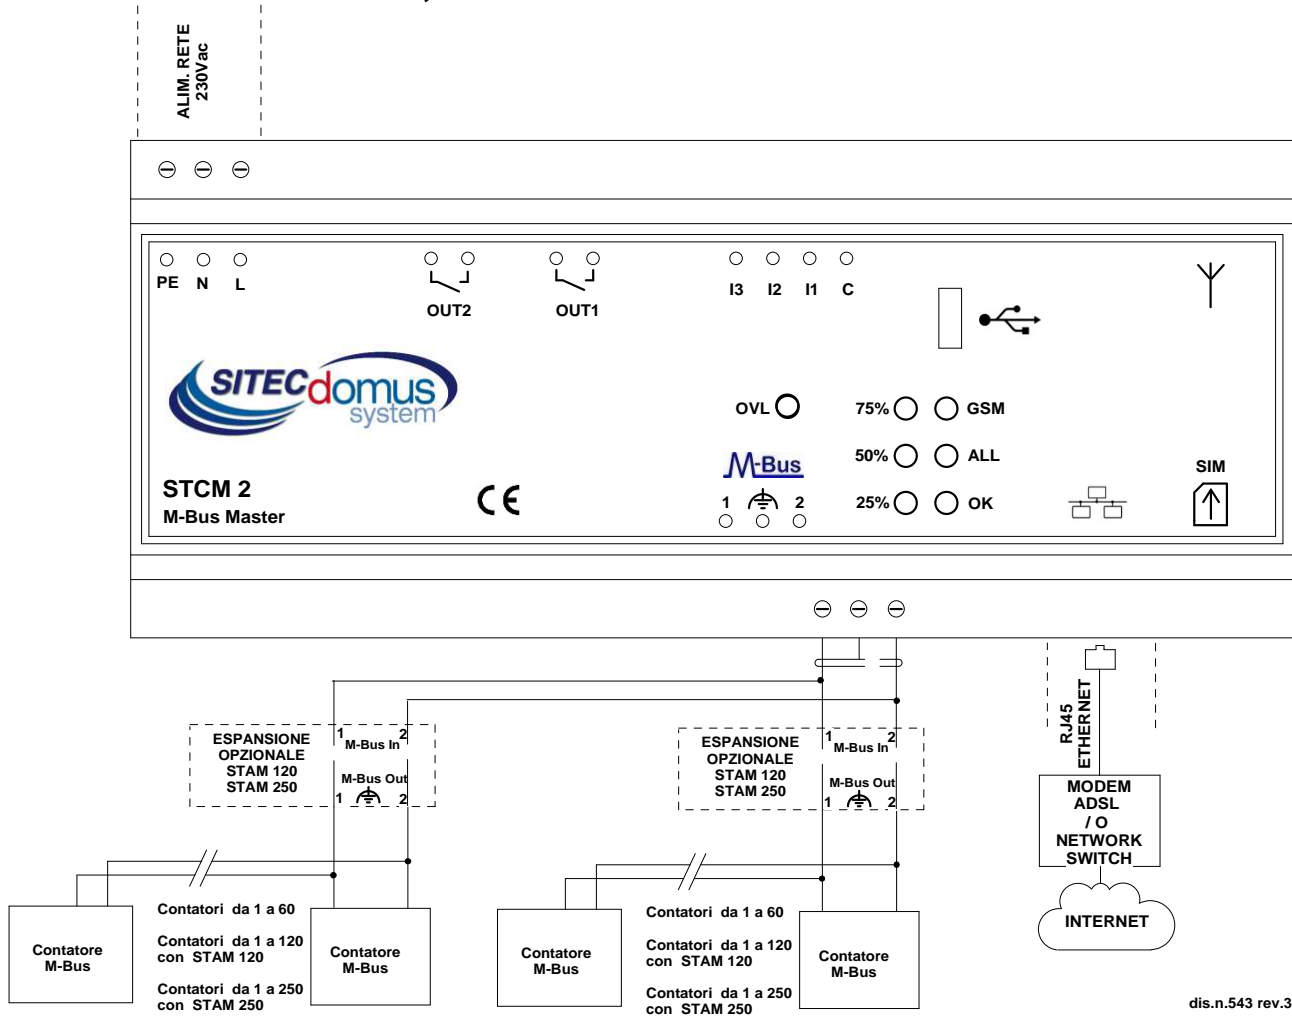 ALIM. RETE
230Vac
PE N L
OUT2
OUT1
I3 I2 I1 C
SITEC domus
system
OVL
75% GSM
M-Bus
50% ALL
SIM
STCM 2
M-Bus Master
CE
1 2
25% OK
ESPANSIONE
OPZIONALE
STAM 120
STAM 250
1 2
M-Bus In
M-Bus Out
1 2
ESPANSIONE
OPZIONALE
STAM 120
STAM 250
1 2
M-Bus In
M-Bus Out
1 2
RJ45
ETHERNET
MODEM
ADSL
/ O
NETWORK
SWITCH
INTERNET
Contatore
M-Bus
Contatori da 1 a 60
Contatori da 1 a 120
con STAM 120
Contatori da 1 a 250
con STAM 250
Contatore
M-Bus
Contatore
M-Bus
Contatori da 1 a 60
Contatori da 1 a 120
con STAM 120
Contatori da 1 a 250
con STAM 250
Contatore
M-Bus
dis.n.543 rev.3